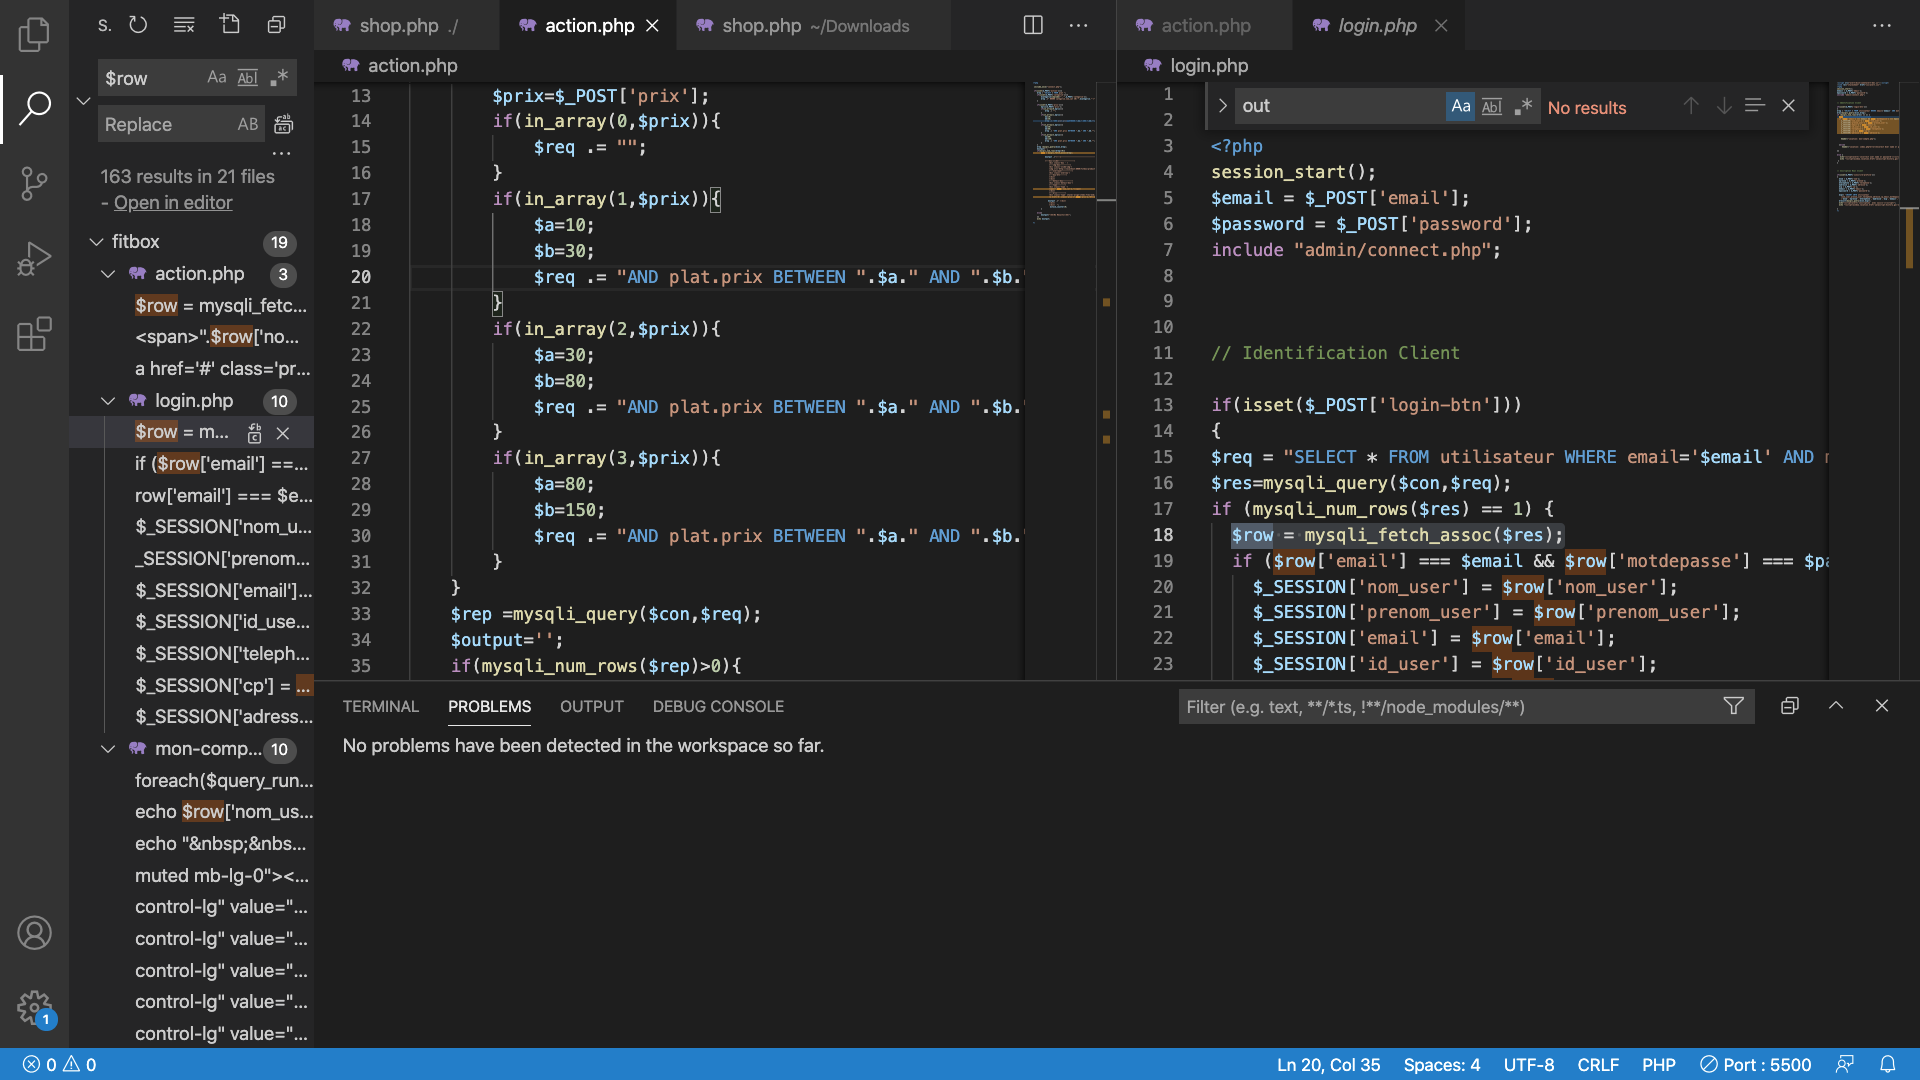 S.
$row
Aa
Replace
AB
163 results in 21 files
- Open in editor
fitbox 19
action.php 3
$row = mysqli_fetc...
<span>".$row['no...
a href='#' class='pr...
login.php 10
$row = m...
if ($row['email'] ==...
row['email'] === $e...
$_SESSION['nom_u...
_SESSION['prenom...
$_SESSION['email']...
$_SESSION['id_use...
$_SESSION['teleph...
$_SESSION['cp'] = ...
$_SESSION['adress...
mon-comp... 10
foreach($query_run...
echo $row['nom_us...
echo "&nbsp;&nbs...
muted mb-lg-0"><...
control-lg" value="...
control-lg" value="...
control-lg" value="...
control-lg" value="...
control-lg" value="...
1
shop.php ./
action.php
shop.php ~/Downloads
action.php
13 $prix=$_POST['prix'];
14 if(in_array(0,$prix)){
15 $req .= "";
16 }
17 if(in_array(1,$prix)){
18 $a=10;
19 $b=30;
20 $req .= "AND plat.prix BETWEEN ".$a." AND ".$b."
21 }
22 if(in_array(2,$prix)){
23 $a=30;
24 $b=80;
25 $req .= "AND plat.prix BETWEEN ".$a." AND ".$b."
26 }
27 if(in_array(3,$prix)){
28 $a=80;
29 $b=150;
30 $req .= "AND plat.prix BETWEEN ".$a." AND ".$b."
31 }
32 }
33 $rep =mysqli_query($con,$req);
34 $output='';
35 if(mysqli_num_rows($rep)>0){
action.php
login.php
login.php
out
Aa
Abl
No results
1
2
3 <?php
4 session_start();
5 $email = $_POST['email'];
6 $password = $_POST['password'];
7 include "admin/connect.php";
8
9
10
11 // Identification Client
12
13 if(isset($_POST['login-btn']))
14 {
15 $req = "SELECT * FROM utilisateur WHERE email='$email' AND
16 $res=mysqli_query($con,$req);
17 if (mysqli_num_rows($res) == 1) {
18 $row = mysqli_fetch_assoc($res);
19 if ($row['email'] === $email && $row['motdepasse'] === $pa
20 $_SESSION['nom_user'] = $row['nom_user'];
21 $_SESSION['prenom_user'] = $row['prenom_user'];
22 $_SESSION['email'] = $row['email'];
23 $_SESSION['id_user'] = $row['id_user'];
TERMINAL PROBLEMS OUTPUT DEBUG CONSOLE
Filter (e.g. text, **/*.ts, !**/node_modules/**)
No problems have been detected in the workspace so far.
0 0
Ln 20, Col 35 Spaces: 4 UTF-8 CRLF PHP Port : 5500